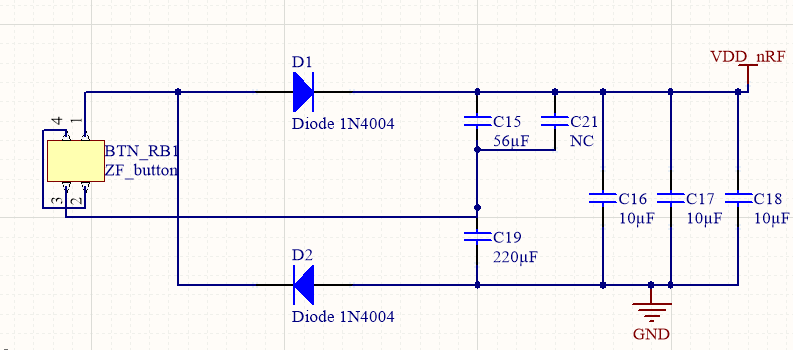 VDD_nRF
D1
Diode 1N4004
C15
56µF
C21
NC
4
1
BTN_RB1
ZF_button
3
2
C16
10µF
C17
10µF
C18
10µF
C19
220µF
D2
Diode 1N4004
GND